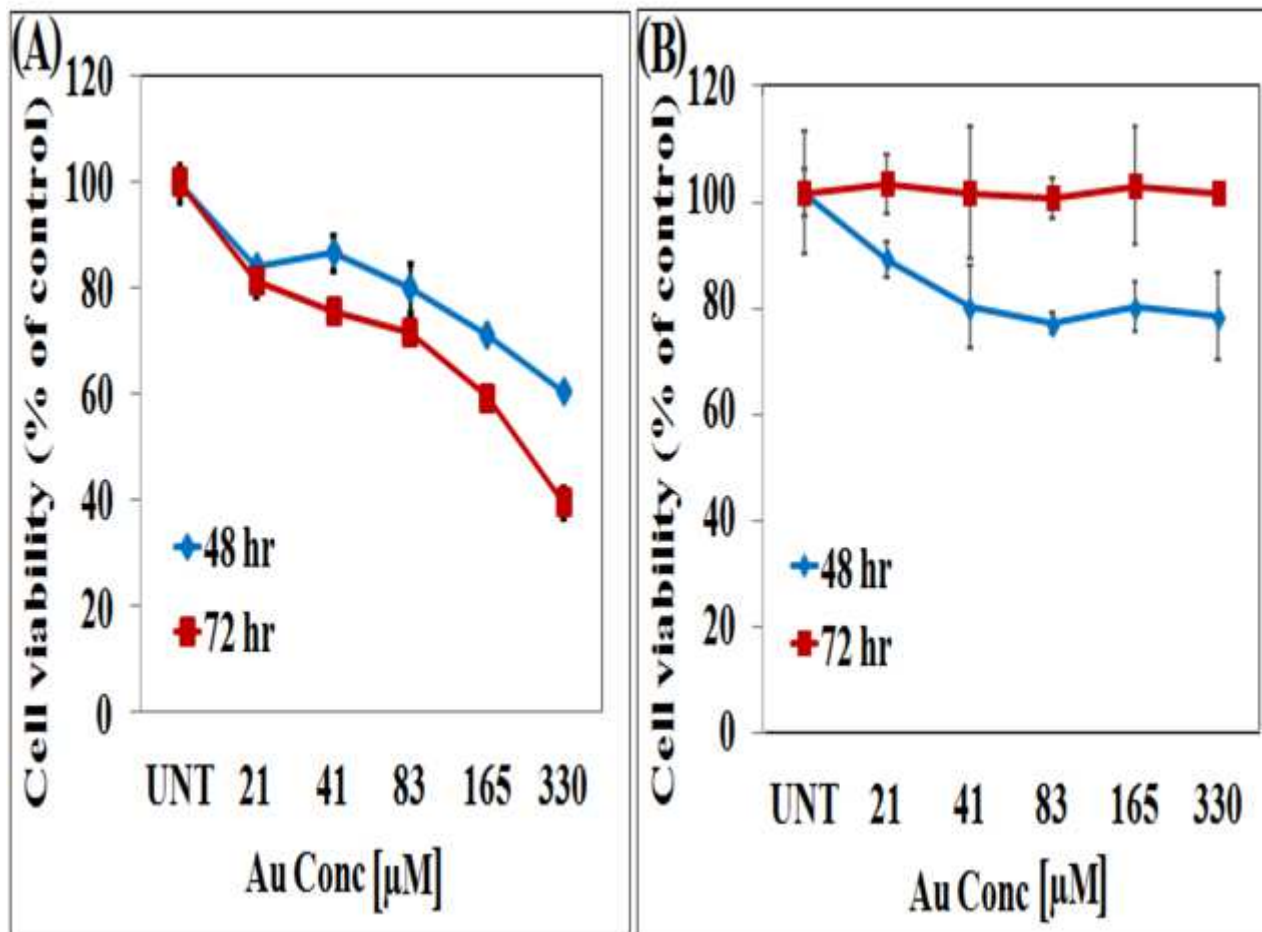 (A)
Cell viability (% of control)
120
100
80
60
40
20
0
48 hr
72 hr
UNT 21 41 83 165 330
Au Conc [µM]
(B)
Cell viability (% of control)
120
100
80
60
40
20
0
48 hr
72 hr
UNT 21 41 83 165 330
Au Conc [µM]